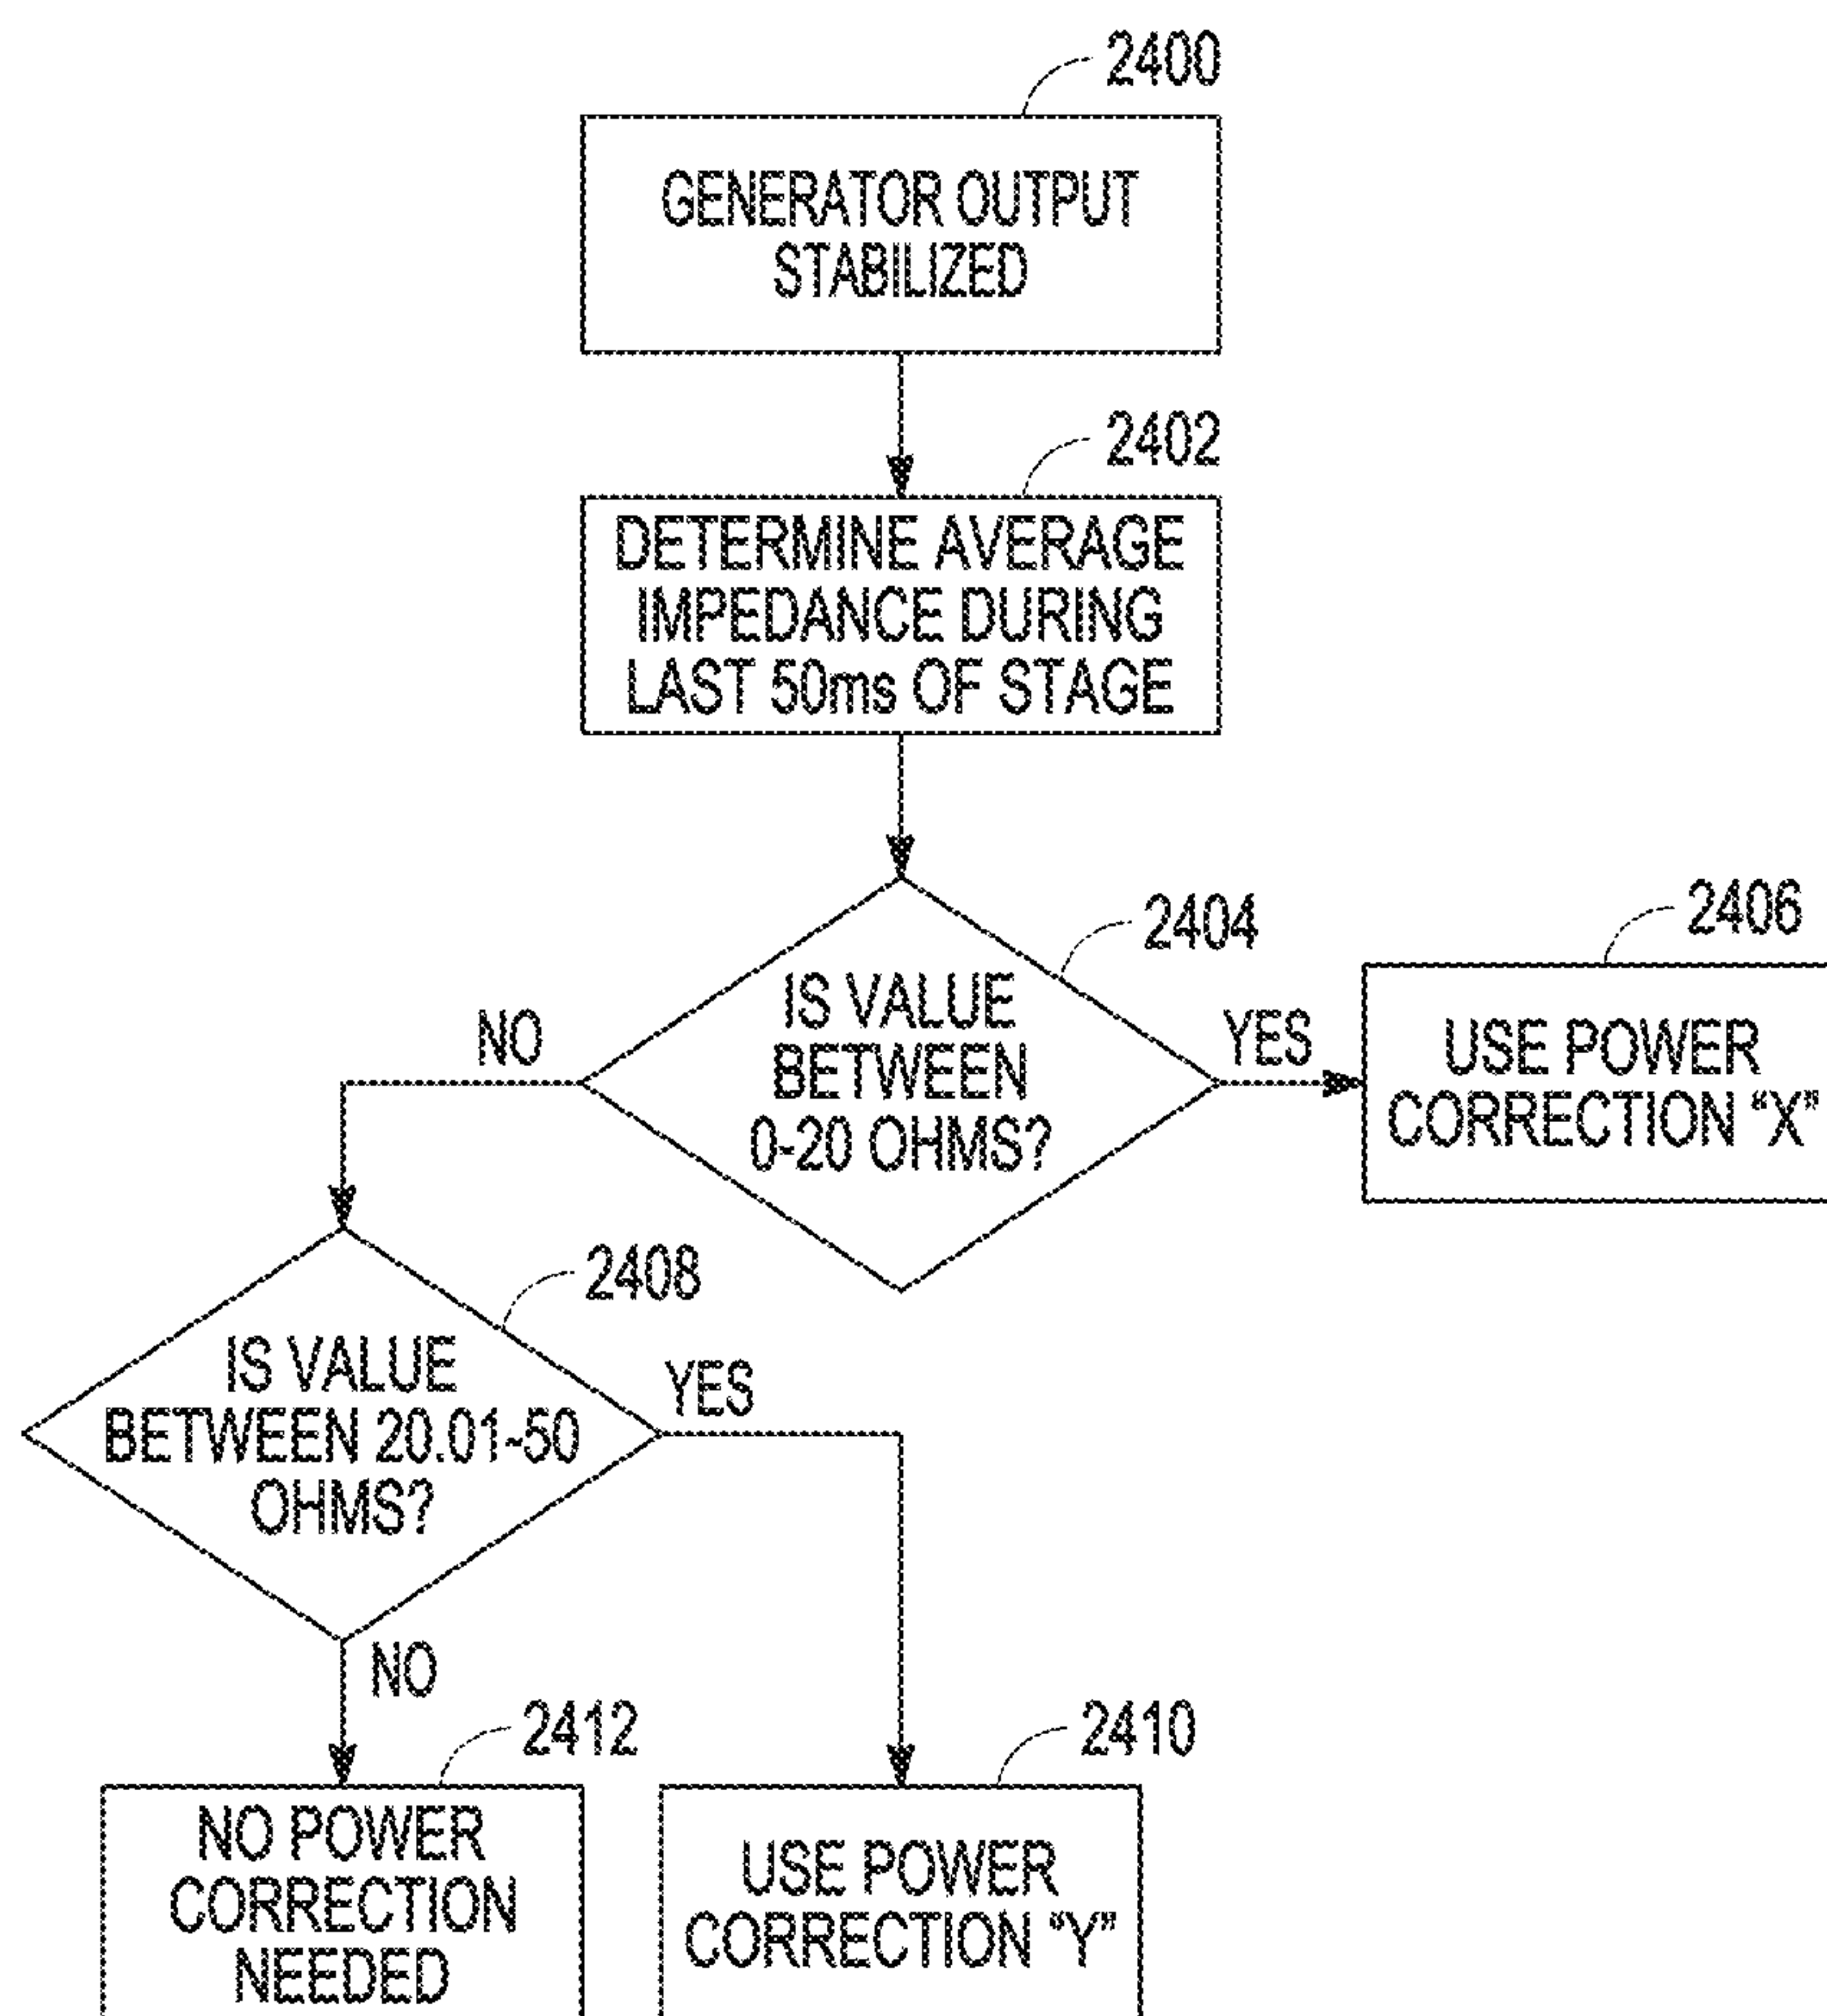 2400
GENERATOR OUTPUT
STABILIZED
2402
DETERMINE AVERAGE
IMPEDANCE DURING
LAST 50ms OF STAGE
2404
IS VALUE
BETWEEN
0-20 OHMS?
NO
YES
2406
USE POWER
CORRECTION “X”
2408
IS VALUE
BETWEEN 20.01-50
OHMS?
YES
NO
2412
NO POWER
CORRECTION
NEEDED
2410
USE POWER
CORRECTION “Y”